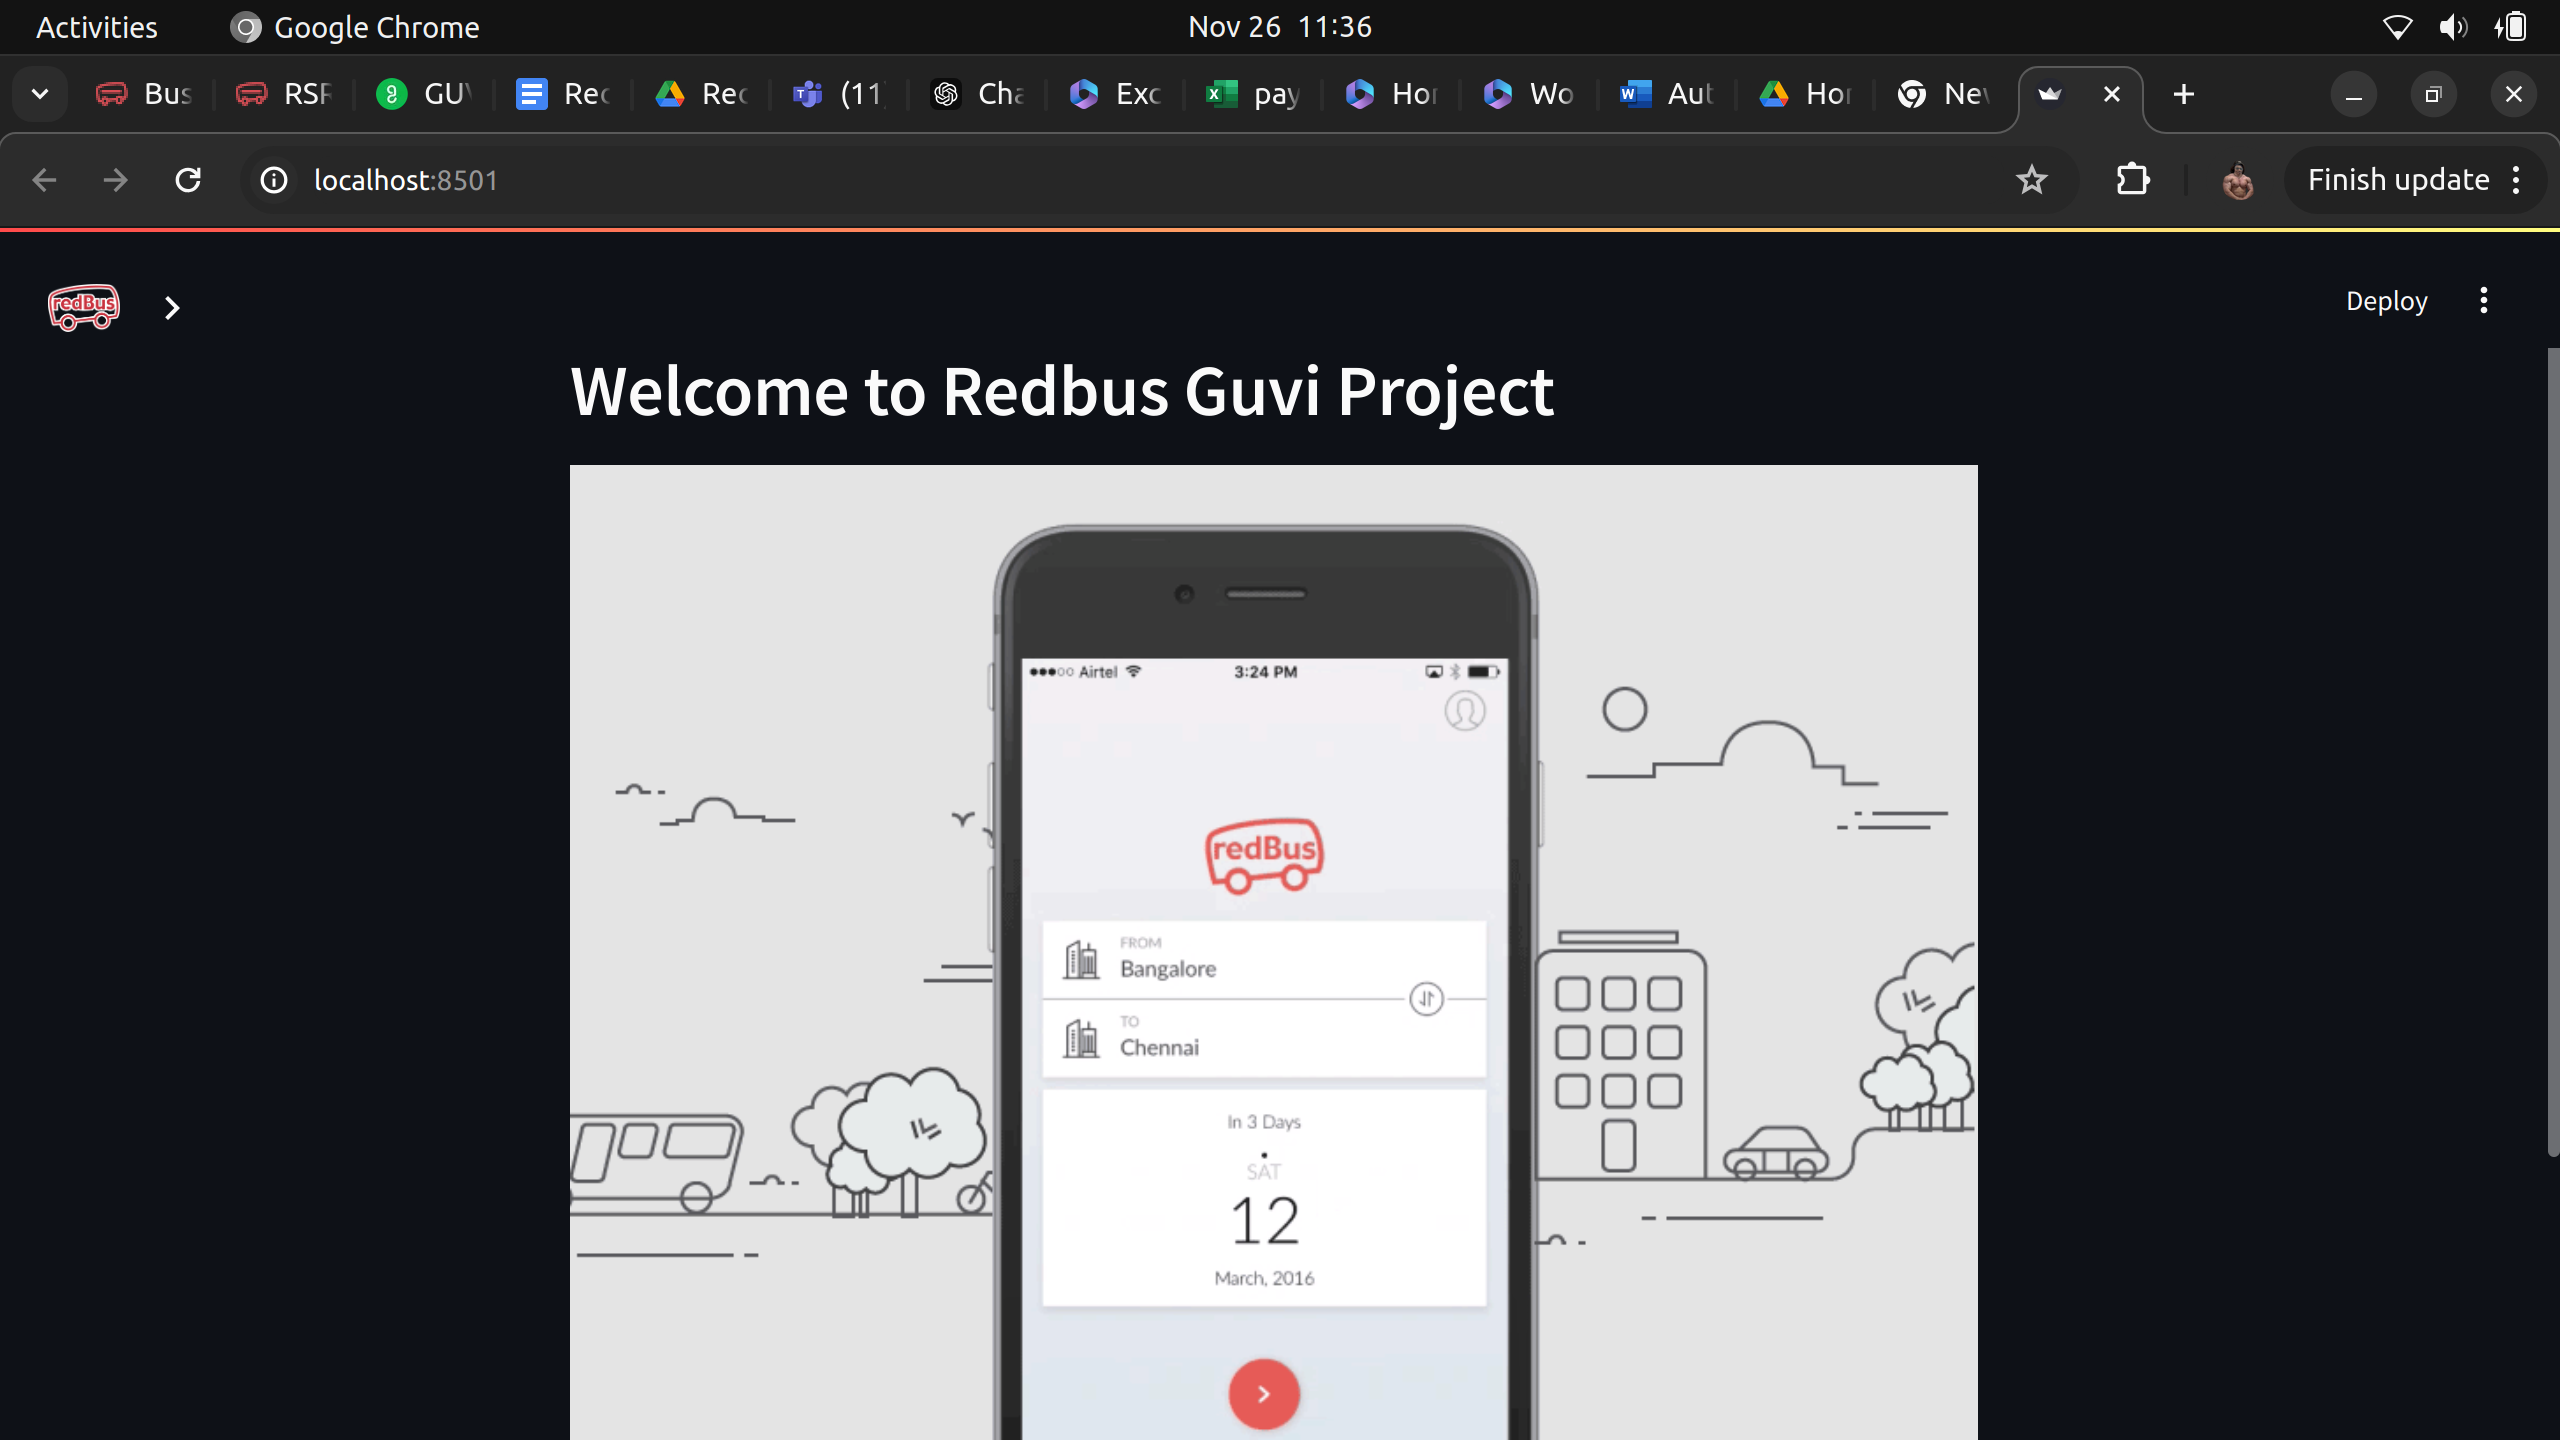 Activities
Google Chrome
Nov 26 11:36
Bus
RSR
GUV
Rec
Rec
(11)
Cha
Exc
pay
Hor
Wo
Aut
Hor
Nev
localhost:8501
Finish update
redBus
Deploy
Welcome to Redbus Guvi Project
Airtel
3:24 PM
redBus
FROM
Bangalore
TO
Chennai
In 3 Days
SAT
12
March, 2016